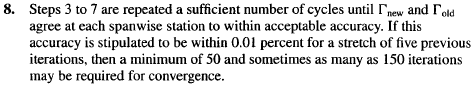 8. Steps 3 to 7 are repeated a sufficient number of cycles until Γnew and Γold
agree at each spanwise station to within acceptable accuracy. If this
accuracy is stipulated to be within 0.01 percent for a stretch of five previous
iterations, then a minimum of 50 and sometimes as many as 150 iterations
may be required for convergence.